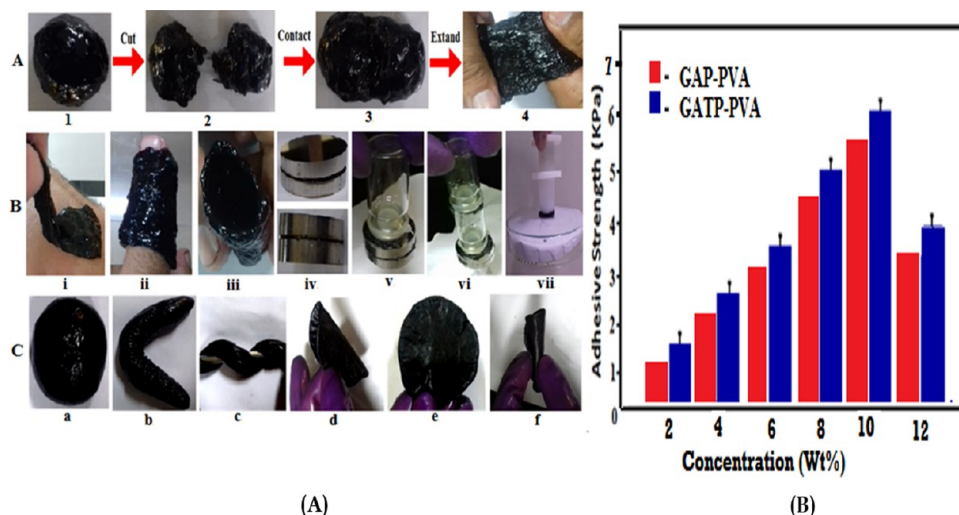 Cut
Contact
Extand
A
1
2
3
4
B
i
ii
iii
iv
v
vi
vii
C
a
b
c
d
e
f
(A)
Adhesive Strength (KPa)
7
6
5
4
3
2
1
0
- GAP-PVA
- GATP-PVA
2 4 6 8 10 12
Concentration (Wt%)
(B)